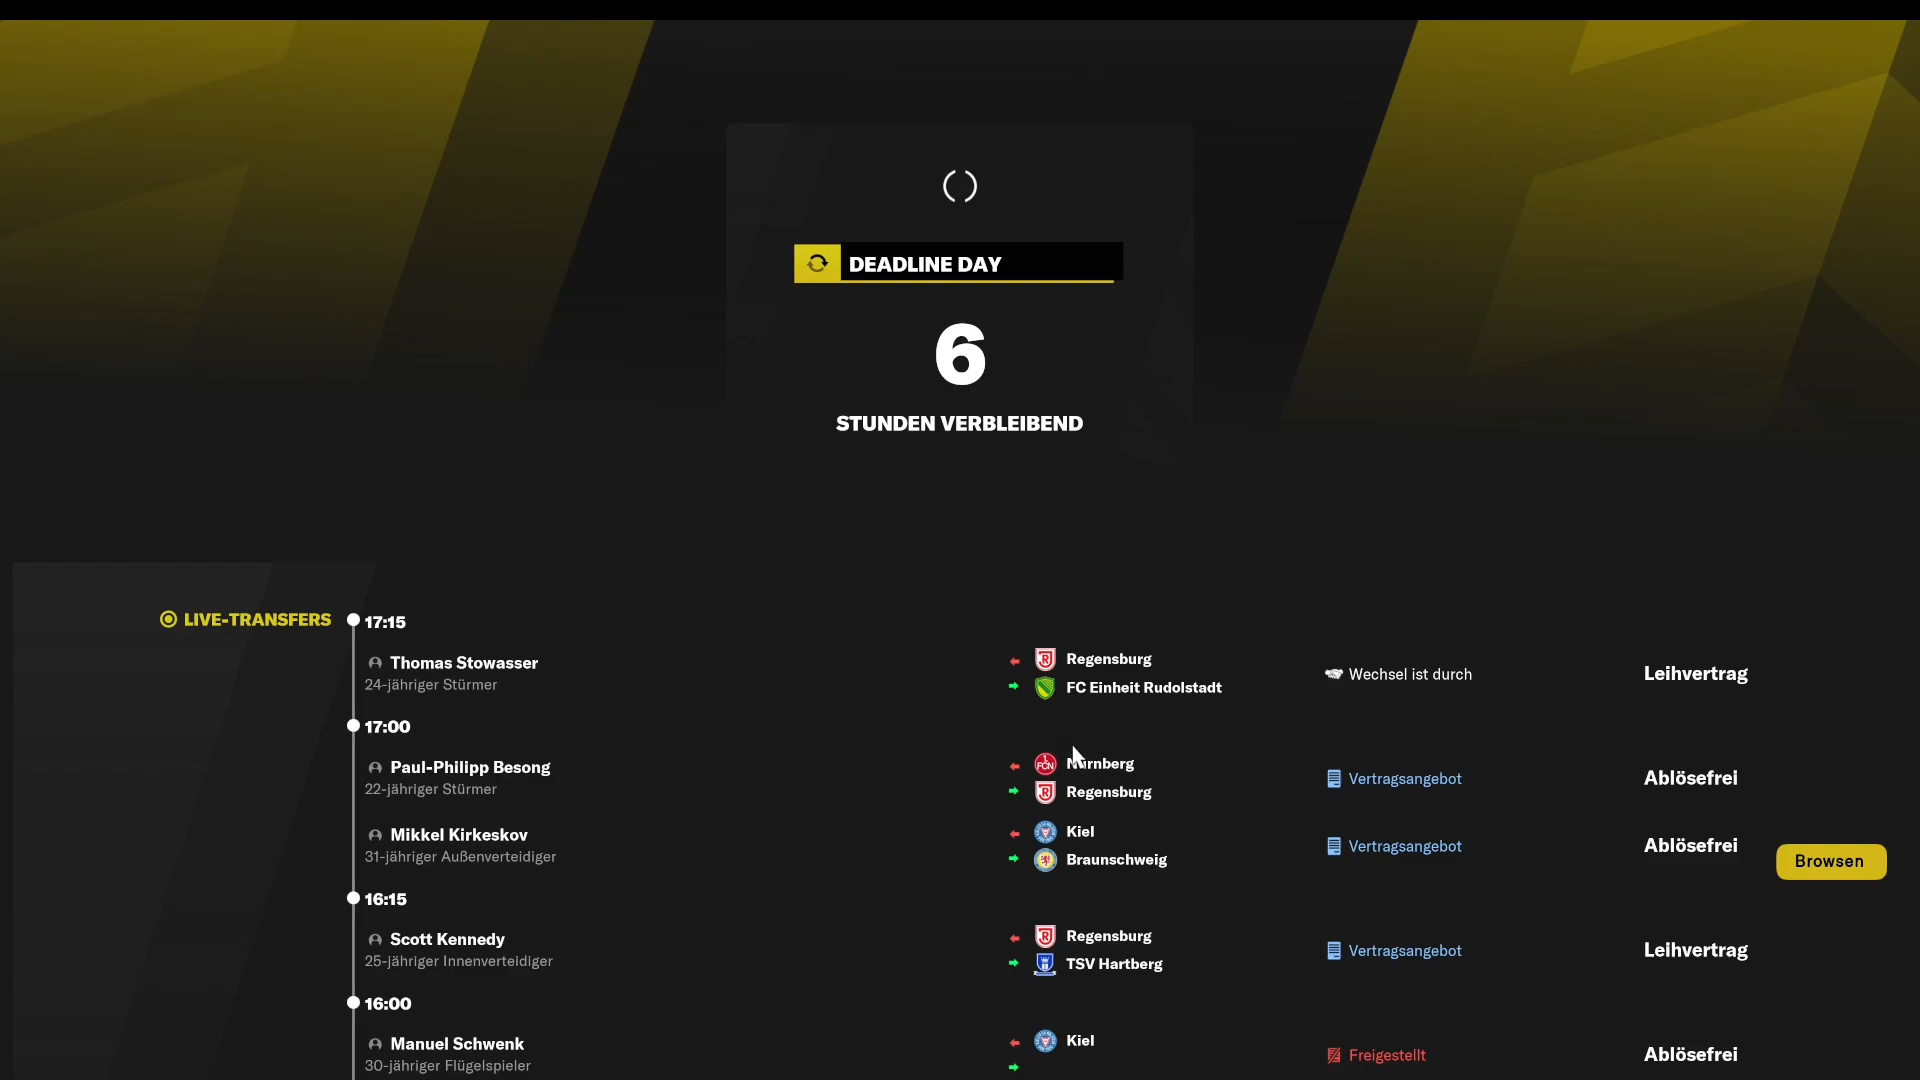 DEADLINE DAY
6
STUNDEN VERBLEIBEND
LIVE-TRANSFERS
17:15
Thomas Stowasser
24-jähriger Stürmer
Regensburg
FC Einheit Rudolstadt
Wechsel ist durch
Leihvertrag
17:00
Paul-Philipp Besong
22-jähriger Stürmer
Nürnberg
Regensburg
Vertragsangebot
Ablösefrei
Mikkel Kirkeskov
31-jähriger Außenverteidiger
Kiel
Braunschweig
Vertragsangebot
Ablösefrei
Browsen
16:15
Scott Kennedy
25-jähriger Innenverteidiger
Regensburg
TSV Hartberg
Vertragsangebot
Leihvertrag
16:00
Manuel Schwenk
30-jähriger Flügelspieler
Kiel
Freigestellt
Ablösefrei